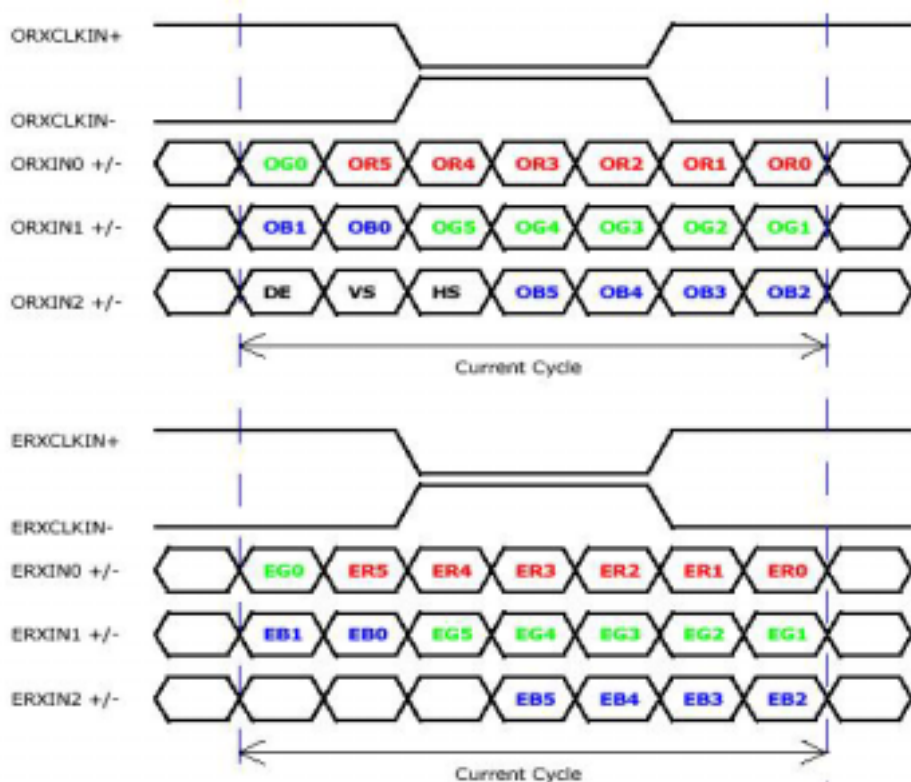 ORXCLKIN+
ORXCLKIN-
ORXIN0 +/- OG0 OR5 OR4 OR3 OR2 OR1 OR0
ORXIN1 +/- OB1 OB0 OG5 OG4 OG3 OG2 OG1
ORXIN2 +/- DE VS HS OB5 OB4 OB3 OB2
Current Cycle
ERXCLKIN+
ERXCLKIN-
ERXIN0 +/- EG0 ER5 ER4 ER3 ER2 ER1 ER0
ERXIN1 +/- EB1 EB0 EG5 EG4 EG3 EG2 EG1
ERXIN2 +/- EB5 EB4 EB3 EB2
Current Cycle